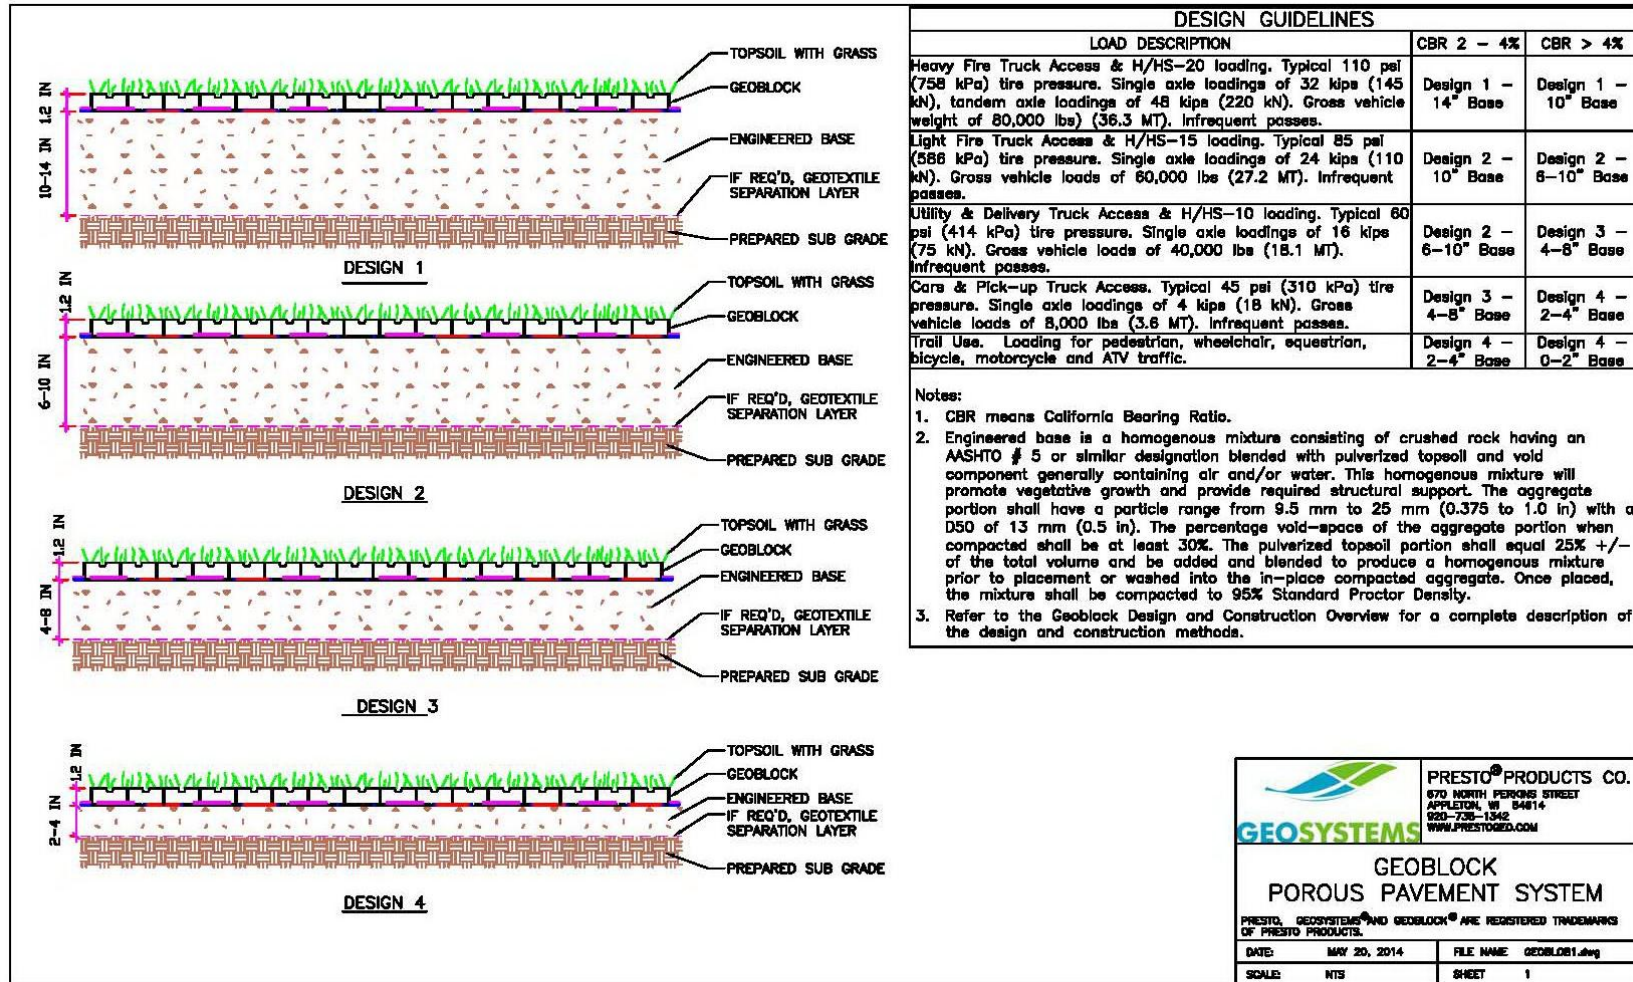 1.2 IN
10-14 IN
TOPSOIL WITH GRASS
GEOBLOCK
ENGINEERED BASE
IF REQ'D, GEOTEXTILE
SEPARATION LAYER
PREPARED SUB GRADE
DESIGN 1
1.2 IN
6-10 IN
TOPSOIL WITH GRASS
GEOBLOCK
ENGINEERED BASE
IF REQ'D, GEOTEXTILE
SEPARATION LAYER
PREPARED SUB GRADE
DESIGN 2
1.2 IN
4-8 IN
TOPSOIL WITH GRASS
GEOBLOCK
ENGINEERED BASE
IF REQ'D, GEOTEXTILE
SEPARATION LAYER
PREPARED SUB GRADE
DESIGN 3
1.2 IN
2-4 IN
TOPSOIL WITH GRASS
GEOBLOCK
ENGINEERED BASE
IF REQ'D, GEOTEXTILE
SEPARATION LAYER
PREPARED SUB GRADE
DESIGN 4
DESIGN GUIDELINES
LOAD DESCRIPTION CBR 2 - 4% CBR > 4%
Heavy Fire Truck Access & H/HS-20 loading. Typical 110 psi
(758 kPa) tire pressure. Single axle loadings of 32 kips (145
kN), tandem axle loadings of 48 kips (220 kN). Gross vehicle
weight of 80,000 lbs) (36.3 MT). Infrequent passes.
Design 1 -
14" Base
Design 1 -
10" Base
Light Fire Truck Access & H/HS-15 loading. Typical 85 psi
(586 kPa) tire pressure. Single axle loadings of 24 kips (110
kN). Gross vehicle loads of 60,000 lbs (27.2 MT). Infrequent
passes.
Design 2 -
10" Base
Design 2 -
6-10" Base
Utility & Delivery Truck Access & H/HS-10 loading. Typical 60
psi (414 kPa) tire pressure. Single axle loadings of 16 kips
(75 kN). Gross vehicle loads of 40,000 lbs (18.1 MT).
Infrequent passes.
Design 2 -
6-10" Base
Design 3 -
4-8" Base
Cars & Pick-up Truck Access. Typical 45 psi (310 kPa) tire
pressure. Single axle loadings of 4 kips (18 kN). Gross
vehicle loads of 8,000 lbs (3.6 MT). Infrequent passes.
Design 3 -
4-8" Base
Design 4 -
2-4" Base
Trail Use. Loading for pedestrian, wheelchair, equestrian,
bicycle, motorcycle and ATV traffic.
Design 4 -
2-4" Base
Design 4 -
0-2" Base
Notes:
1. CBR means California Bearing Ratio.
2. Engineered base is a homogenous mixture consisting of crushed rock having an
AASHTO # 5 or similar designation blended with pulverized topsoil and void
component generally containing air and/or water. This homogenous mixture will
promote vegetative growth and provide required structural support. The aggregate
portion shall have a particle range from 9.5 mm to 25 mm (0.375 to 1.0 in) with a
D50 of 13 mm (0.5 in). The percentage void-space of the aggregate portion when
compacted shall be at least 30%. The pulverized topsoil portion shall equal 25% +/-
of the total volume and be added and blended to produce a homogenous mixture
prior to placement or washed into the in-place compacted aggregate. Once placed,
the mixture shall be compacted to 95% Standard Proctor Density.
3. Refer to the Geoblock Design and Construction Overview for a complete description of
the design and construction methods.
GEOSYSTEMS
PRESTO® PRODUCTS CO.
670 NORTH PERKINS STREET
APPLETON, WI 54914
920-738-1342
WWW.PRESTOGEO.COM
GEOBLOCK
POROUS PAVEMENT SYSTEM
PRESTO, GEOSYSTEMS® AND GEOBLOCK® ARE REGISTERED TRADEMARKS
OF PRESTO PRODUCTS.
DATE: MAY 20, 2014 FILE NAME GEOBLOB1.dwg
SCALE: NTS SHEET 1